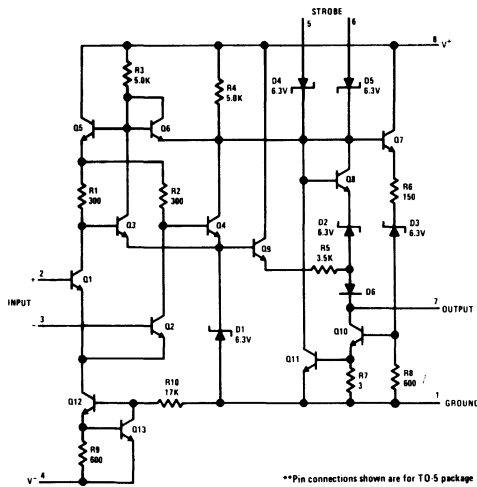 STROBE
5 6
8 V+
R3
5.0K
R4
5.0K
D4
6.3V
D5
6.3V
Q5
Q6
Q7
Q8
R1
300
R2
300
R6
150
Q3
Q4
Q9
D2
6.3V
D3
6.3V
R5
3.5K
+ 2
Q1
D6
INPUT
7 OUTPUT
- 3
Q2
D1
6.3V
Q10
Q11
R10
17K
R7
3
R8
600
1
GROUND
Q12
Q13
R9
600
V- 4
**Pin connections shown are for TO-5 package